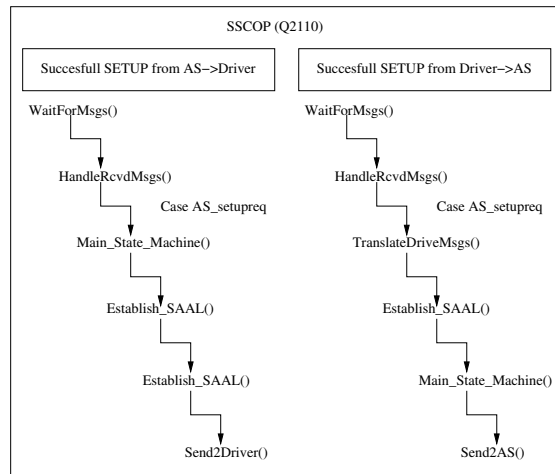 SSCOP (Q2110)
Succesfull SETUP from AS->Driver
WaitForMsgs()
HandleRcvdMsgs()
Case AS_setupreq
Main_State_Machine()
Establish_SAAL()
Establish_SAAL()
Send2Driver()
Succesfull SETUP from Driver->AS
WaitForMsgs()
HandleRcvdMsgs()
Case AS_setupreq
TranslateDriveMsgs()
Establish_SAAL()
Main_State_Machine()
Send2AS()